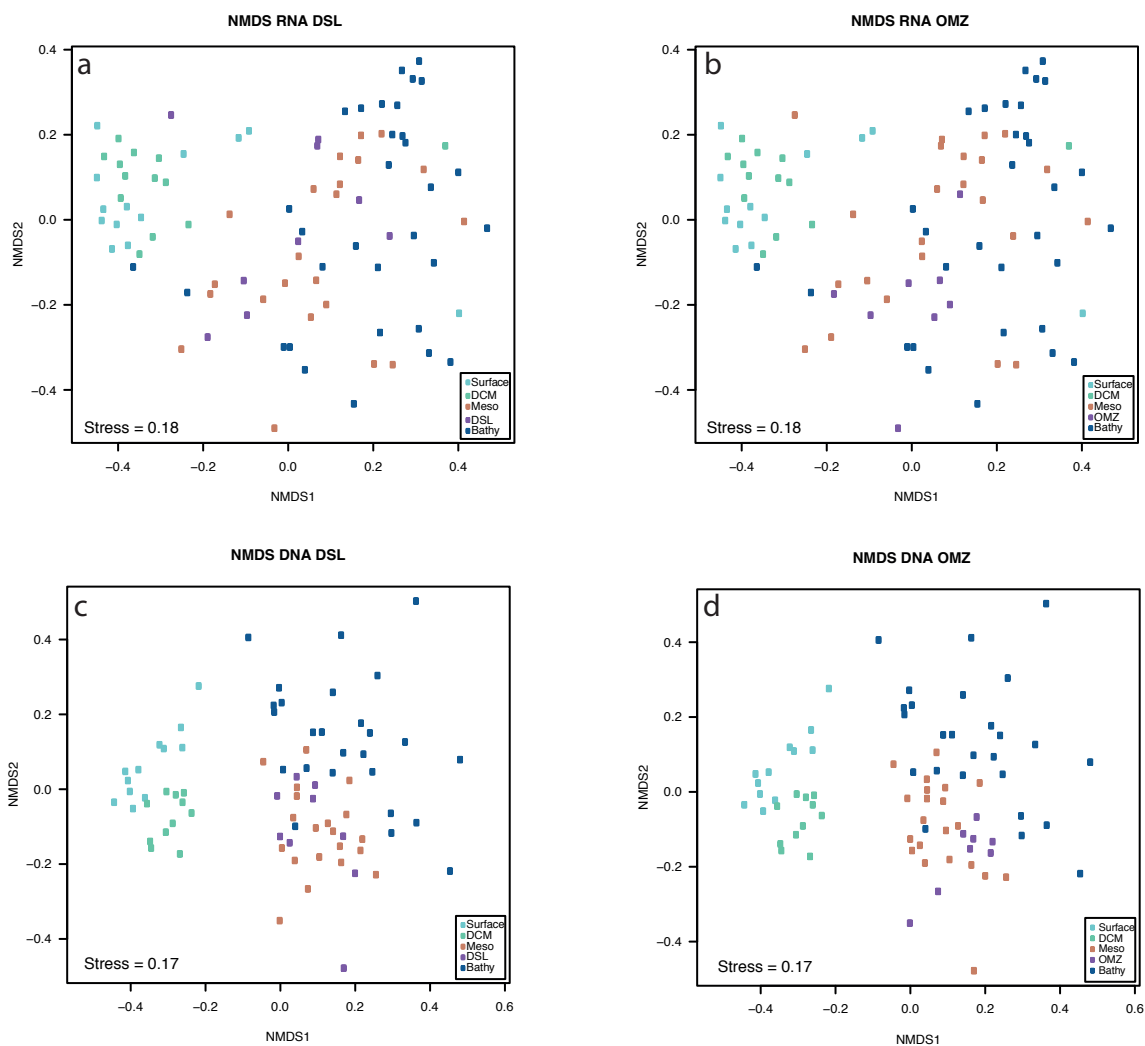 NMDS RNA DSL
a
0.4
0.2
0.0
−0.2
−0.4
NMDS2
Stress = 0.18
Surface
DCM
Meso
DSL
Bathy
−0.4 −0.2 0.0 0.2 0.4
NMDS1
NMDS RNA OMZ
b
0.4
0.2
0.0
−0.2
−0.4
NMDS2
Stress = 0.18
Surface
DCM
Meso
OMZ
Bathy
−0.4 −0.2 0.0 0.2 0.4
NMDS1
NMDS DNA DSL
c
0.4
0.2
0.0
−0.2
−0.4
NMDS2
Stress = 0.17
Surface
DCM
Meso
DSL
Bathy
−0.4 −0.2 0.0 0.2 0.4 0.6
NMDS1
NMDS DNA OMZ
d
0.4
0.2
0.0
−0.2
−0.4
NMDS2
Stress = 0.17
Surface
DCM
Meso
OMZ
Bathy
−0.4 −0.2 0.0 0.2 0.4 0.6
NMDS1